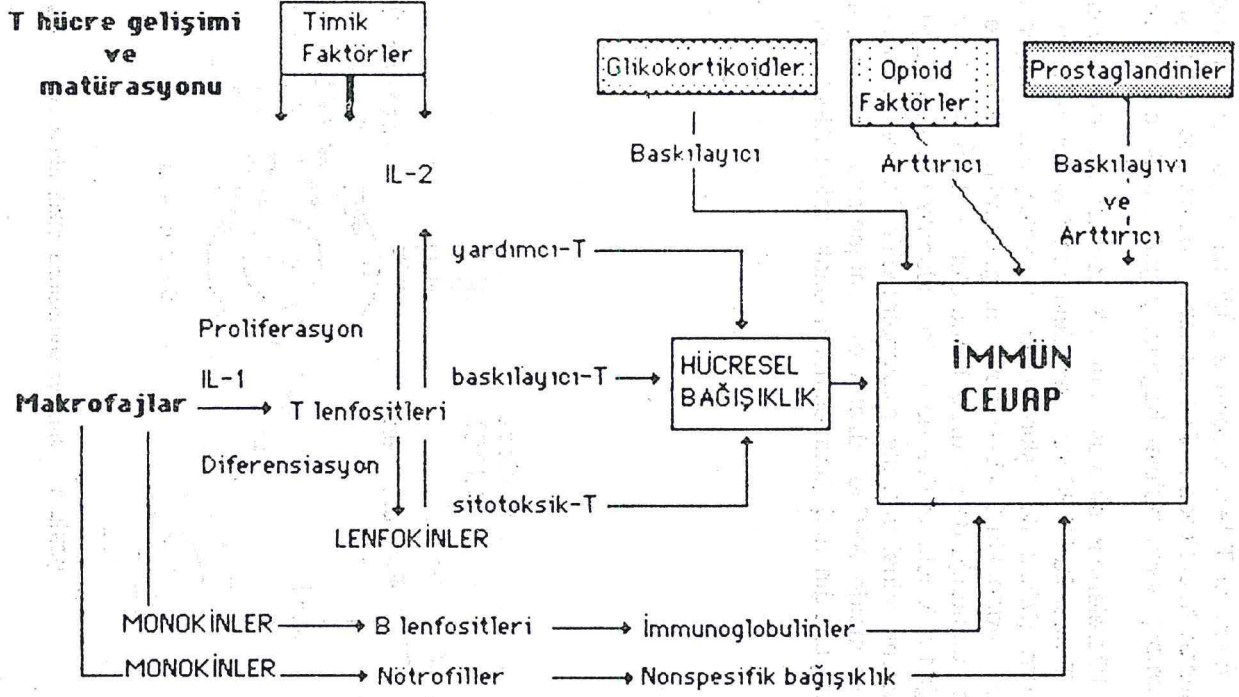 T hücre gelişimi
ve
matürasyonu
Timik
Faktörler
Glikokortikoidler
Opioid
Faktörler
Prostaglandinler
Baskılayıcı
Arttırıcı
Baskılayıvı
ve
Arttırıcı
IL-2
yardımcı-T
Proliferasyon
IL-1
Makrofajlar
T lenfositleri
Diferensiasyon
baskılayıcı-T
HÜCRESEL
BAĞIŞIKLIK
İMMÜN
CEVAP
sitotoksik-T
LENFOKİNLER
MONOKİNLER
B lenfositleri
İmmunoglobulinler
MONOKİNLER
Nötrofiller
Nonspesifik bağışıklık